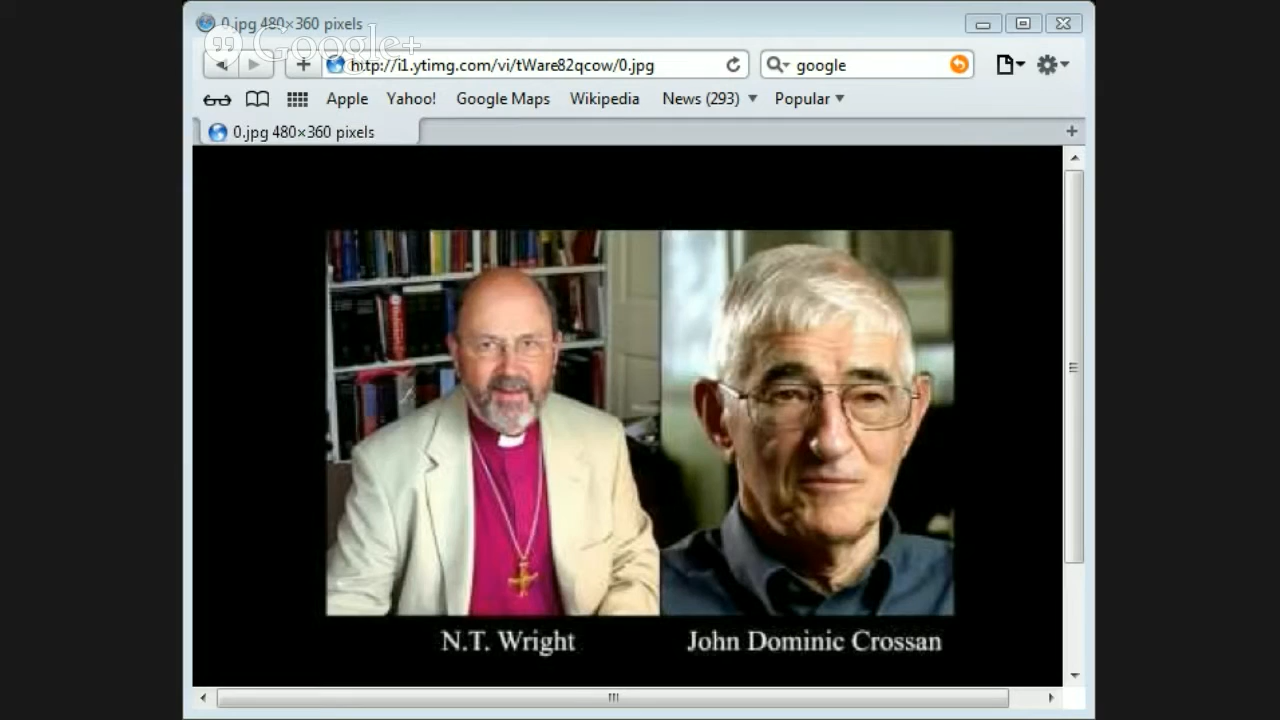 0.jpg 480×360 pixels
Google+
http://i1.ytimg.com/vi/tWare82qcow/0.jpg
google
Apple Yahoo! Google Maps Wikipedia News (293) Popular
0.jpg 480×360 pixels
N.T. Wright
John Dominic Crossan